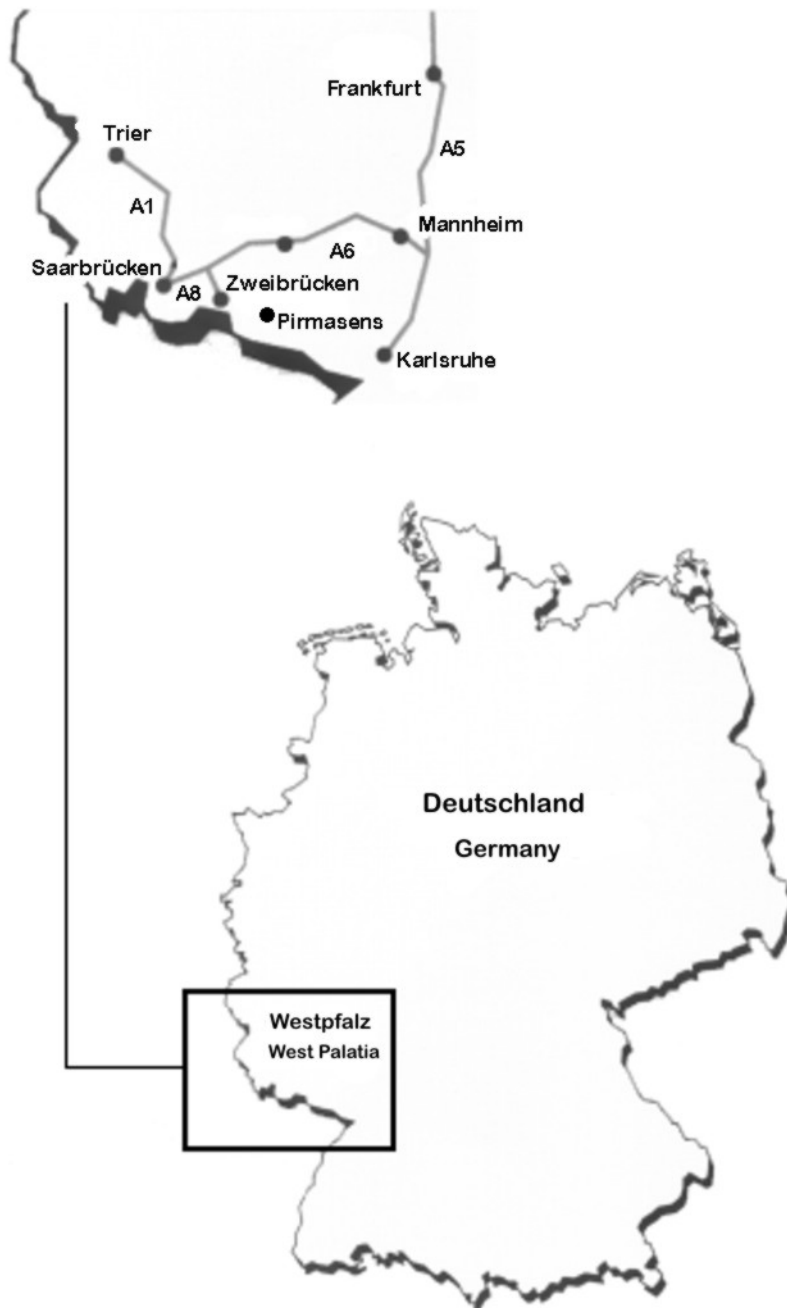 Frankfurt
Trier
A5
A1
Mannheim
A6
Saarbrücken
Zweibrücken
A8
Pirmasens
Karlsruhe
Deutschland
Germany
Westpfalz
West Palatia